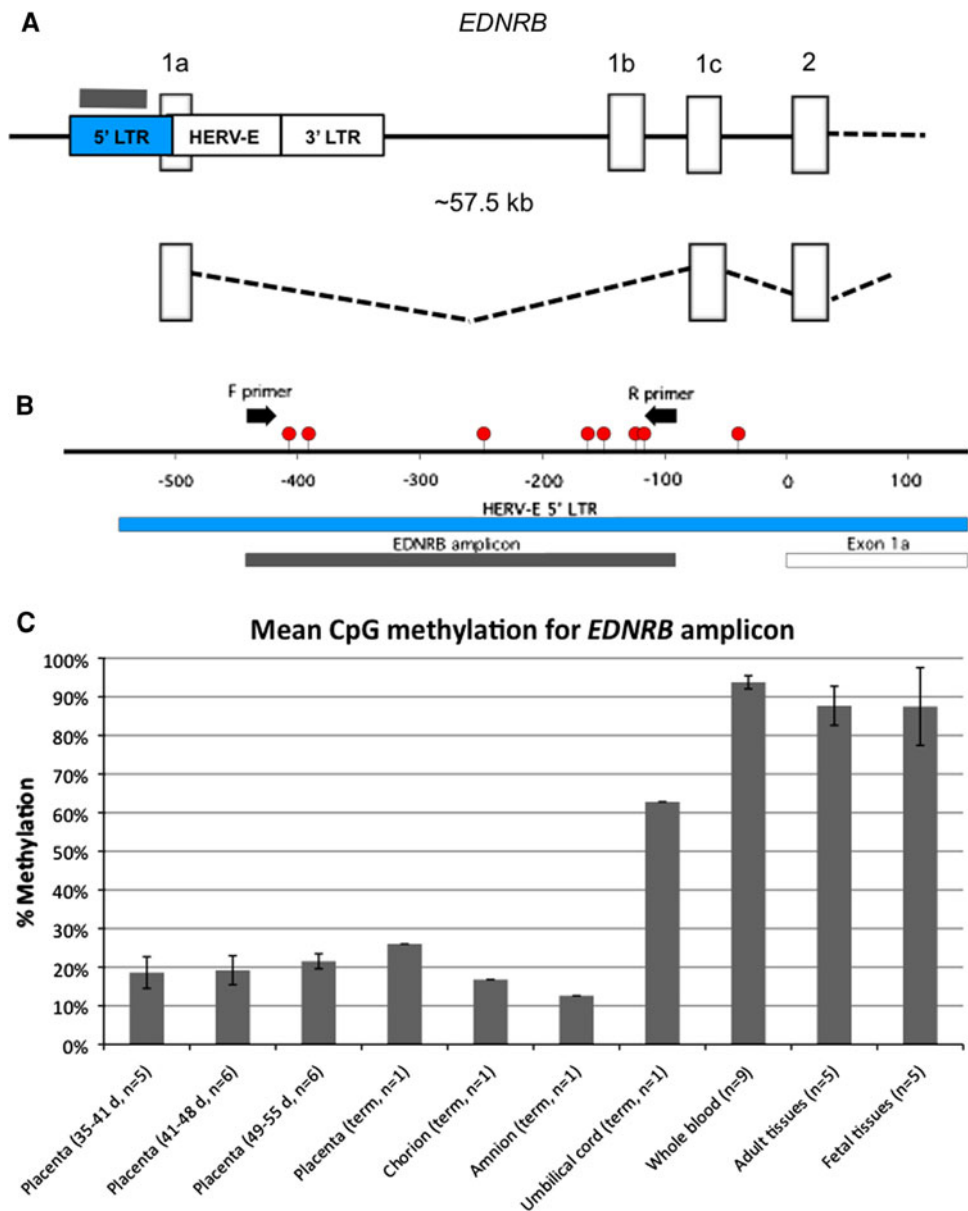 A
EDNRB
1a
1b
1c
2
5' LTR
HERV-E
3' LTR
~57.5 kb
B
F primer
R primer
-500
-400
-300
-200
-100
0
100
HERV-E 5' LTR
EDNRB amplicon
Exon 1a
C
Mean CpG methylation for EDNRB amplicon
% Methylation
100%
90%
80%
70%
60%
50%
40%
30%
20%
10%
0%
Placenta (35-41 d, n=5)
Placenta (41-48 d, n=6)
Placenta (49-55 d, n=6)
Placenta (term, n=1)
Chorion (term, n=1)
Amnion (term, n=1)
Umbilical cord (term, n=1)
Whole blood (n=9)
Adult tissues (n=5)
Fetal tissues (n=5)